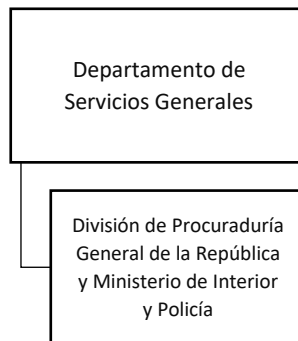 Departamento de
Servicios Generales
División de Procuraduría
General de la República
y Ministerio de Interior
y Policía